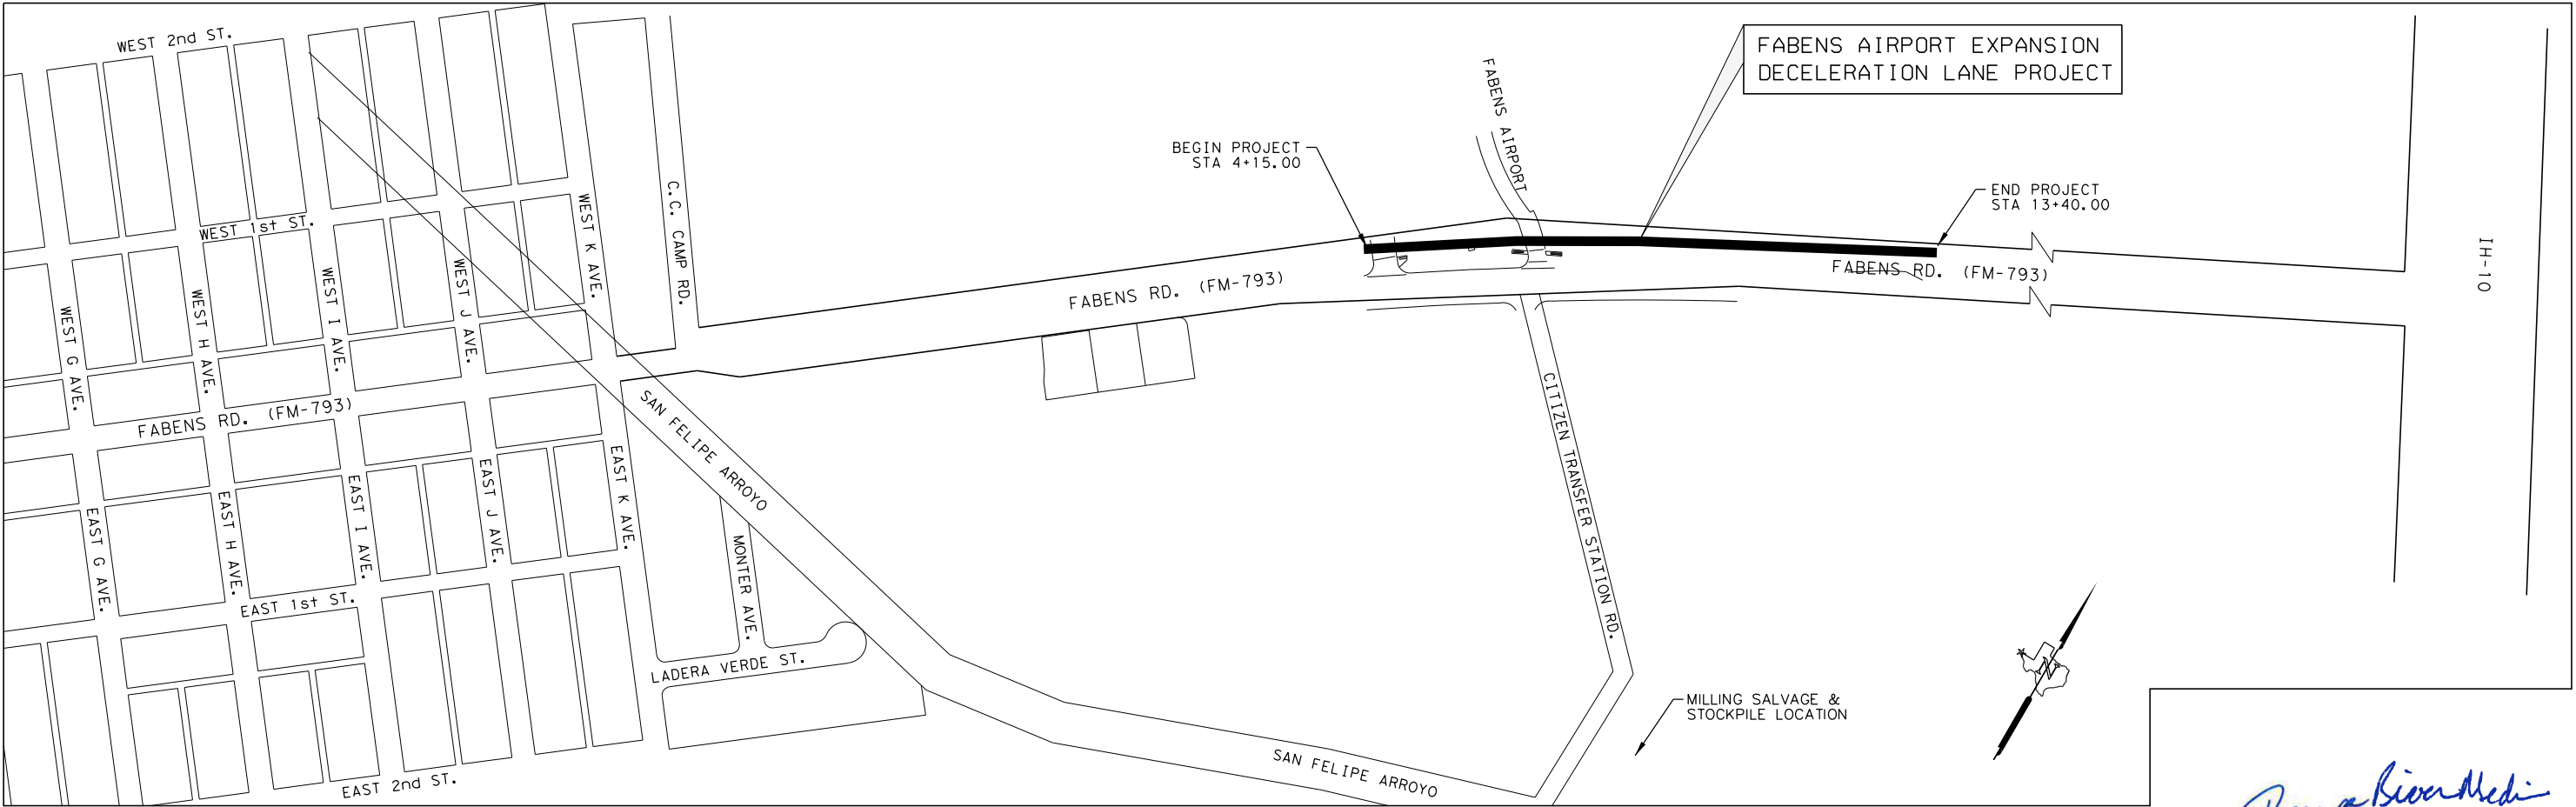 WEST 2nd ST.
FABENS AIRPORT EXPANSION
DECELERATION LANE PROJECT
FABENS AIRPORT
BEGIN PROJECT
STA 4+15.00
END PROJECT
STA 13+40.00
C.C. CAMP RD.
WEST K AVE.
WEST 1st ST.
WEST J AVE.
WEST I AVE.
WEST H AVE.
WEST G AVE.
IH-10
FABENS RD. (FM-793)
FABENS RD. (FM-793)
FABENS RD. (FM-793)
SAN FELIPE ARROYO
CITIZEN TRANSFER STATION RD.
EAST K AVE.
EAST J AVE.
EAST I AVE.
EAST H AVE.
EAST G AVE.
MONTER AVE.
EAST 1st ST.
LADERA VERDE ST.
N
MILLING SALVAGE &
STOCKPILE LOCATION
SAN FELIPE ARROYO
EAST 2nd ST.